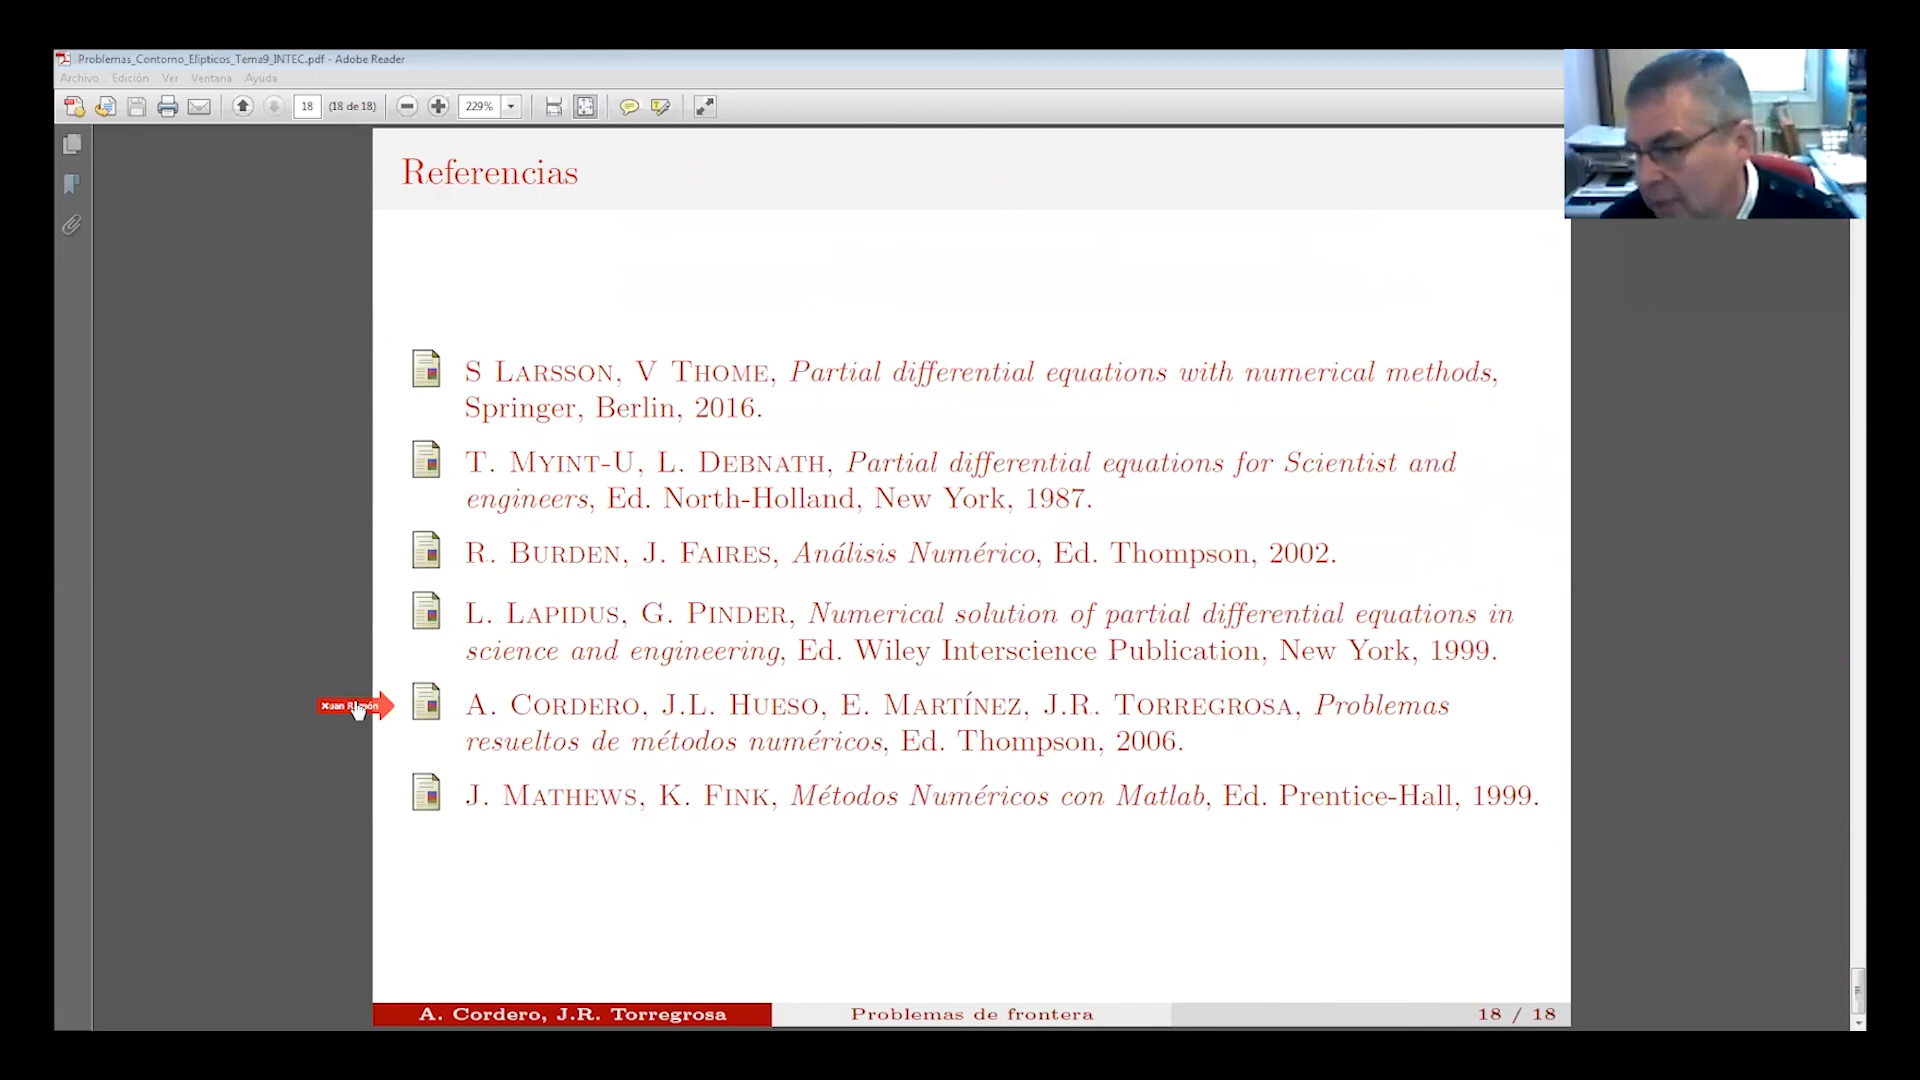 Problemas_Contorno_Elipticos_Tema9_INTEC.pdf - Adobe Reader
Archivo Edición Ver Ventana Ayuda
18 (18 de 18) 229%
Referencias
S LARSSON, V THOME, Partial differential equations with numerical methods,
Springer, Berlin, 2016.
T. MYINT-U, L. DEBNATH, Partial differential equations for Scientist and
engineers, Ed. North-Holland, New York, 1987.
R. BURDEN, J. FAIRES, Análisis Numérico, Ed. Thompson, 2002.
L. LAPIDUS, G. PINDER, Numerical solution of partial differential equations in
science and engineering, Ed. Wiley Interscience Publication, New York, 1999.
A. CORDERO, J.L. HUESO, E. MARTÍNEZ, J.R. TORREGROSA, Problemas
resueltos de métodos numéricos, Ed. Thompson, 2006.
J. MATHEWS, K. FINK, Métodos Numéricos con Matlab, Ed. Prentice-Hall, 1999.
A. Cordero, J.R. Torregrosa Problemas de frontera 18 / 18